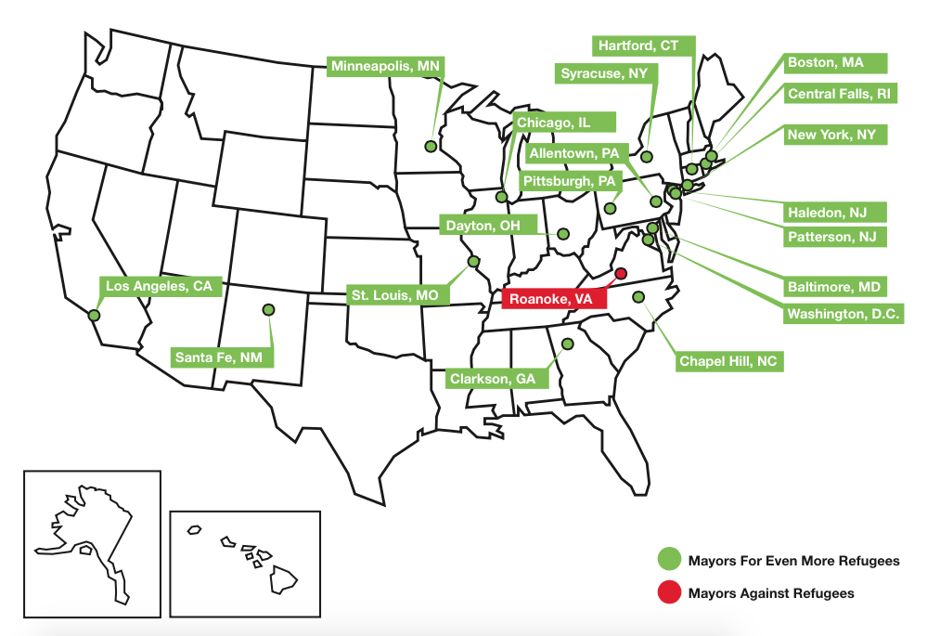 Hartford, CT
Minneapolis, MN
Syracuse, NY
Boston, MA
Central Falls, RI
Chicago, IL
New York, NY
Allentown, PA
Pittsburgh, PA
Haledon, NJ
Dayton, OH
Patterson, NJ
Los Angeles, CA
Baltimore, MD
St. Louis, MO
Roanoke, VA
Washington, D.C.
Santa Fe, NM
Chapel Hill, NC
Clarkson, GA
Mayors For Even More Refugees
Mayors Against Refugees